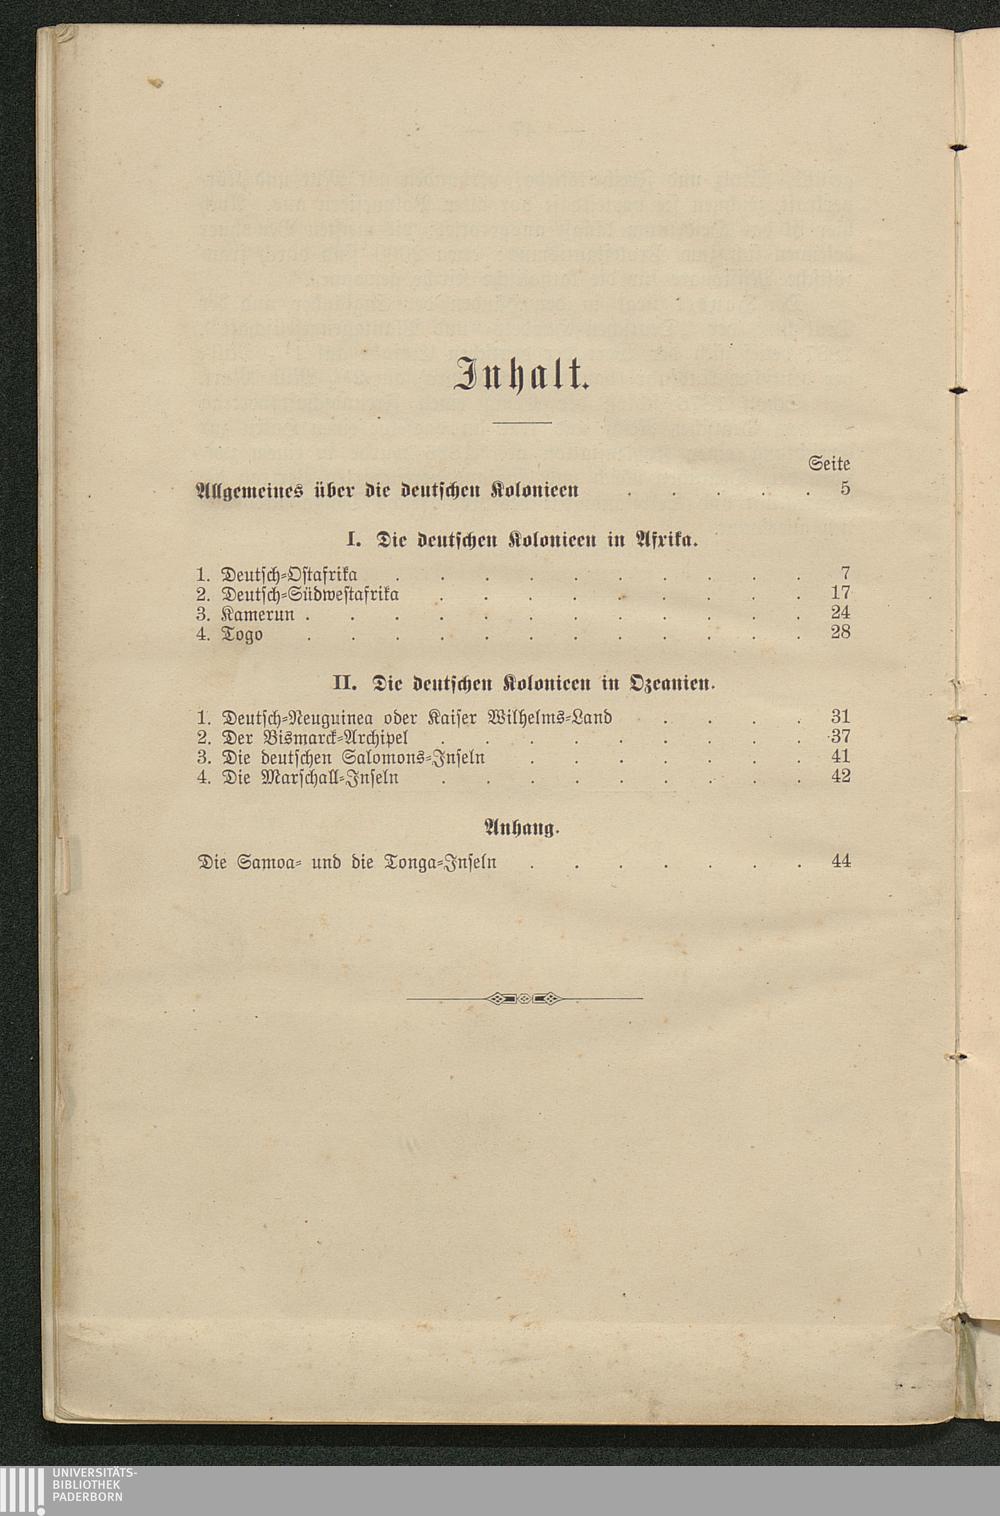 Inhalt.
Seite
Allgemeines über die deutschen Kolonieen . . . . . 5
I. Die deutschen Kolonieen in Afrika.
1. Deutsch-Ostafrika . . . . . . . . . . 7
2. Deutsch-Südwestafrika . . . . . . . . . 17
3. Kamerun . . . . . . . . . . . . 24
4. Togo . . . . . . . . . . . . 28
II. Die deutschen Kolonieen in Ozeanien.
1. Deutsch-Neuguinea oder Kaiser Wilhelms-Land . . . . 31
2. Der Bismarck-Archipel . . . . . . . . . 37
3. Die deutschen Salomons-Inseln . . . . . . . 41
4. Die Marschall-Inseln . . . . . . . . . 42
Anhang.
Die Samoa- und die Tonga-Inseln . . . . . . . 44
UNIVERSITÄTS-
BIBLIOTHEK
PADERBORN